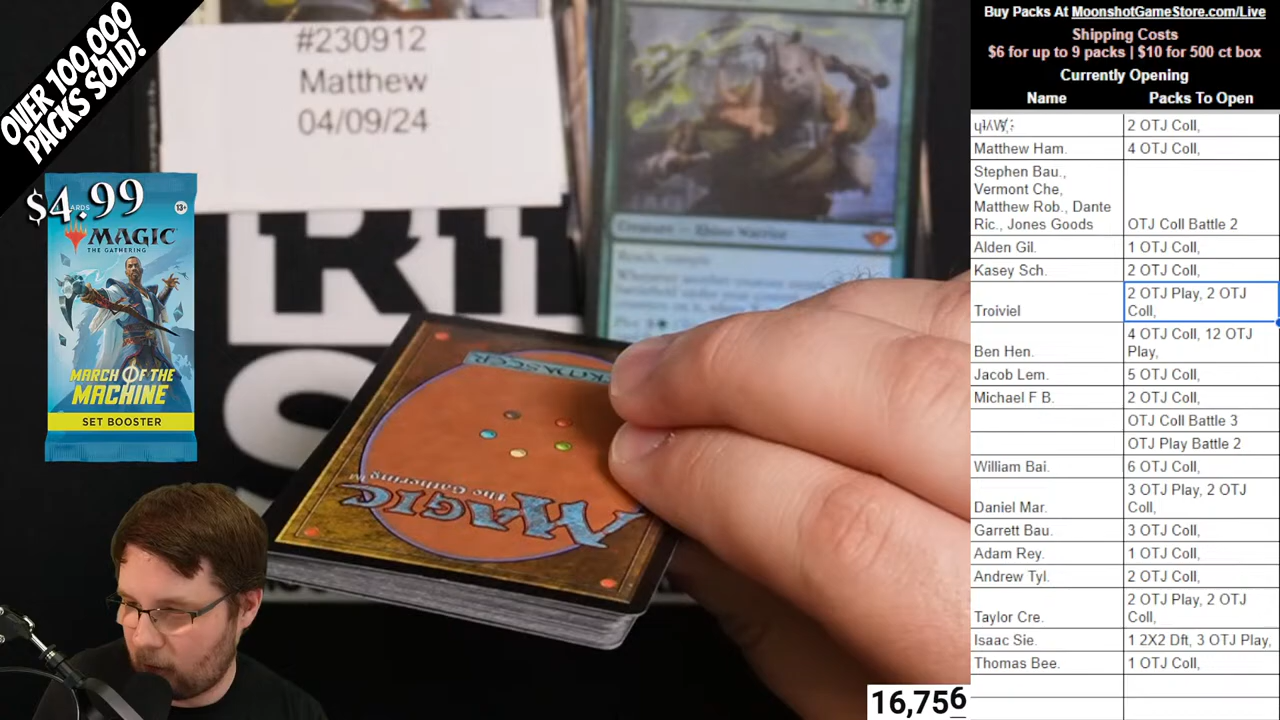 OVER 100,000
PACKS SOLD!
#230912
Matthew
04/09/24
$4.99
MAGIC
THE GATHERING
13+
MARCH OF THE
MACHINE
SET BOOSTER
Creature — Rhino Warrior
DECKMASTER
MAGIC
The Gathering
16,756
Buy Packs At MoonshotGameStore.com/Live
Shipping Costs
$6 for up to 9 packs | $10 for 500 ct box
Currently Opening
Name Packs To Open
2 OTJ Coll,
Matthew Ham. 4 OTJ Coll,
Stephen Bau.,
Vermont Che,
Matthew Rob., Dante
Ric., Jones Goods OTJ Coll Battle 2
Alden Gil. 1 OTJ Coll,
Kasey Sch. 2 OTJ Coll,
Troiviel 2 OTJ Play, 2 OTJ
Coll,
Ben Hen. 4 OTJ Coll, 12 OTJ
Play,
Jacob Lem. 5 OTJ Coll,
Michael F B. 2 OTJ Coll,
OTJ Coll Battle 3
OTJ Play Battle 2
William Bai. 6 OTJ Coll,
Daniel Mar. 3 OTJ Play, 2 OTJ
Coll,
Garrett Bau. 3 OTJ Coll,
Adam Rey. 1 OTJ Coll,
Andrew Tyl. 2 OTJ Coll,
Taylor Cre. 2 OTJ Play, 2 OTJ
Coll,
Isaac Sie. 1 2X2 Dft, 3 OTJ Play,
Thomas Bee. 1 OTJ Coll,